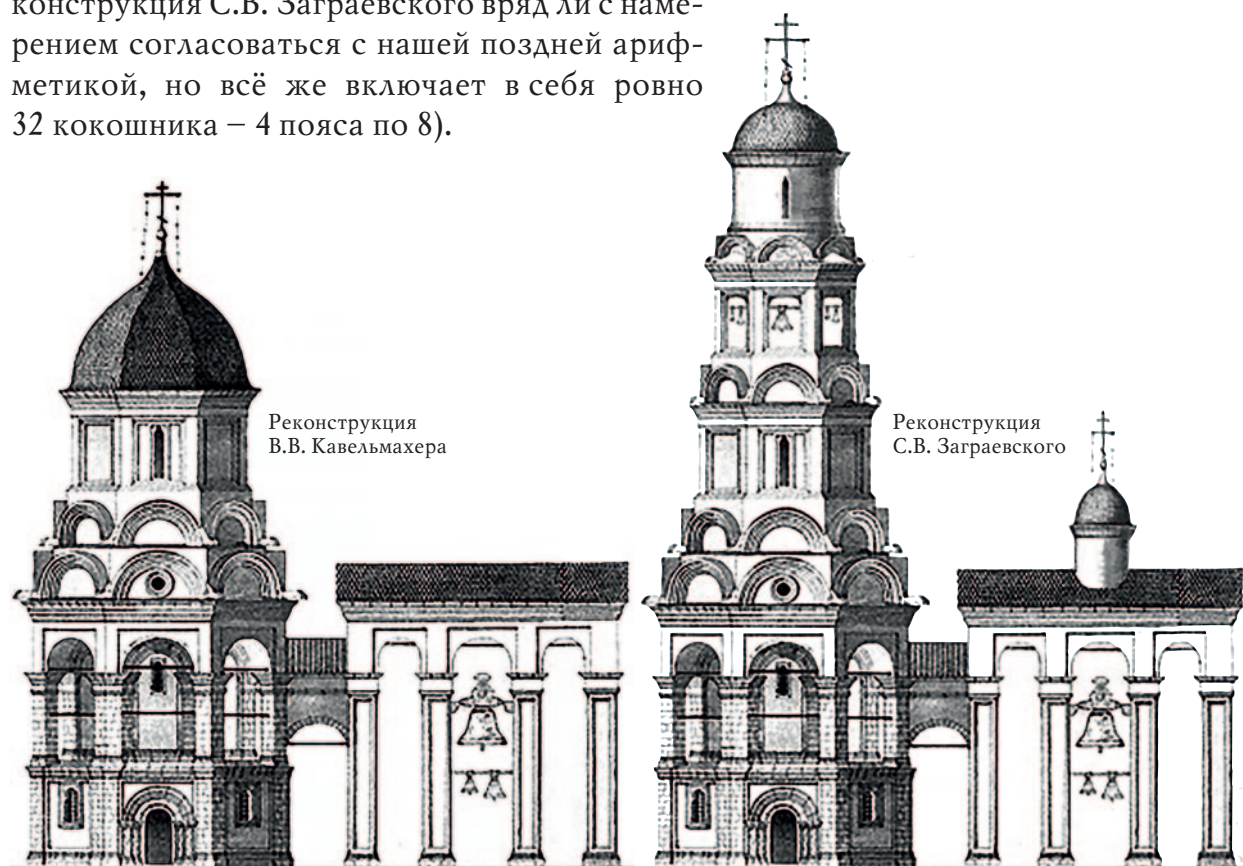 конструкция С.В. Заграевского вряд ли с наме-
рением согласоваться с нашей поздней ариф-
метикой, но всё же включает в себя ровно
32 кокошника – 4 пояса по 8).
Реконструкция
В.В. Кавельмахера
Реконструкция
С.В. Заграевского